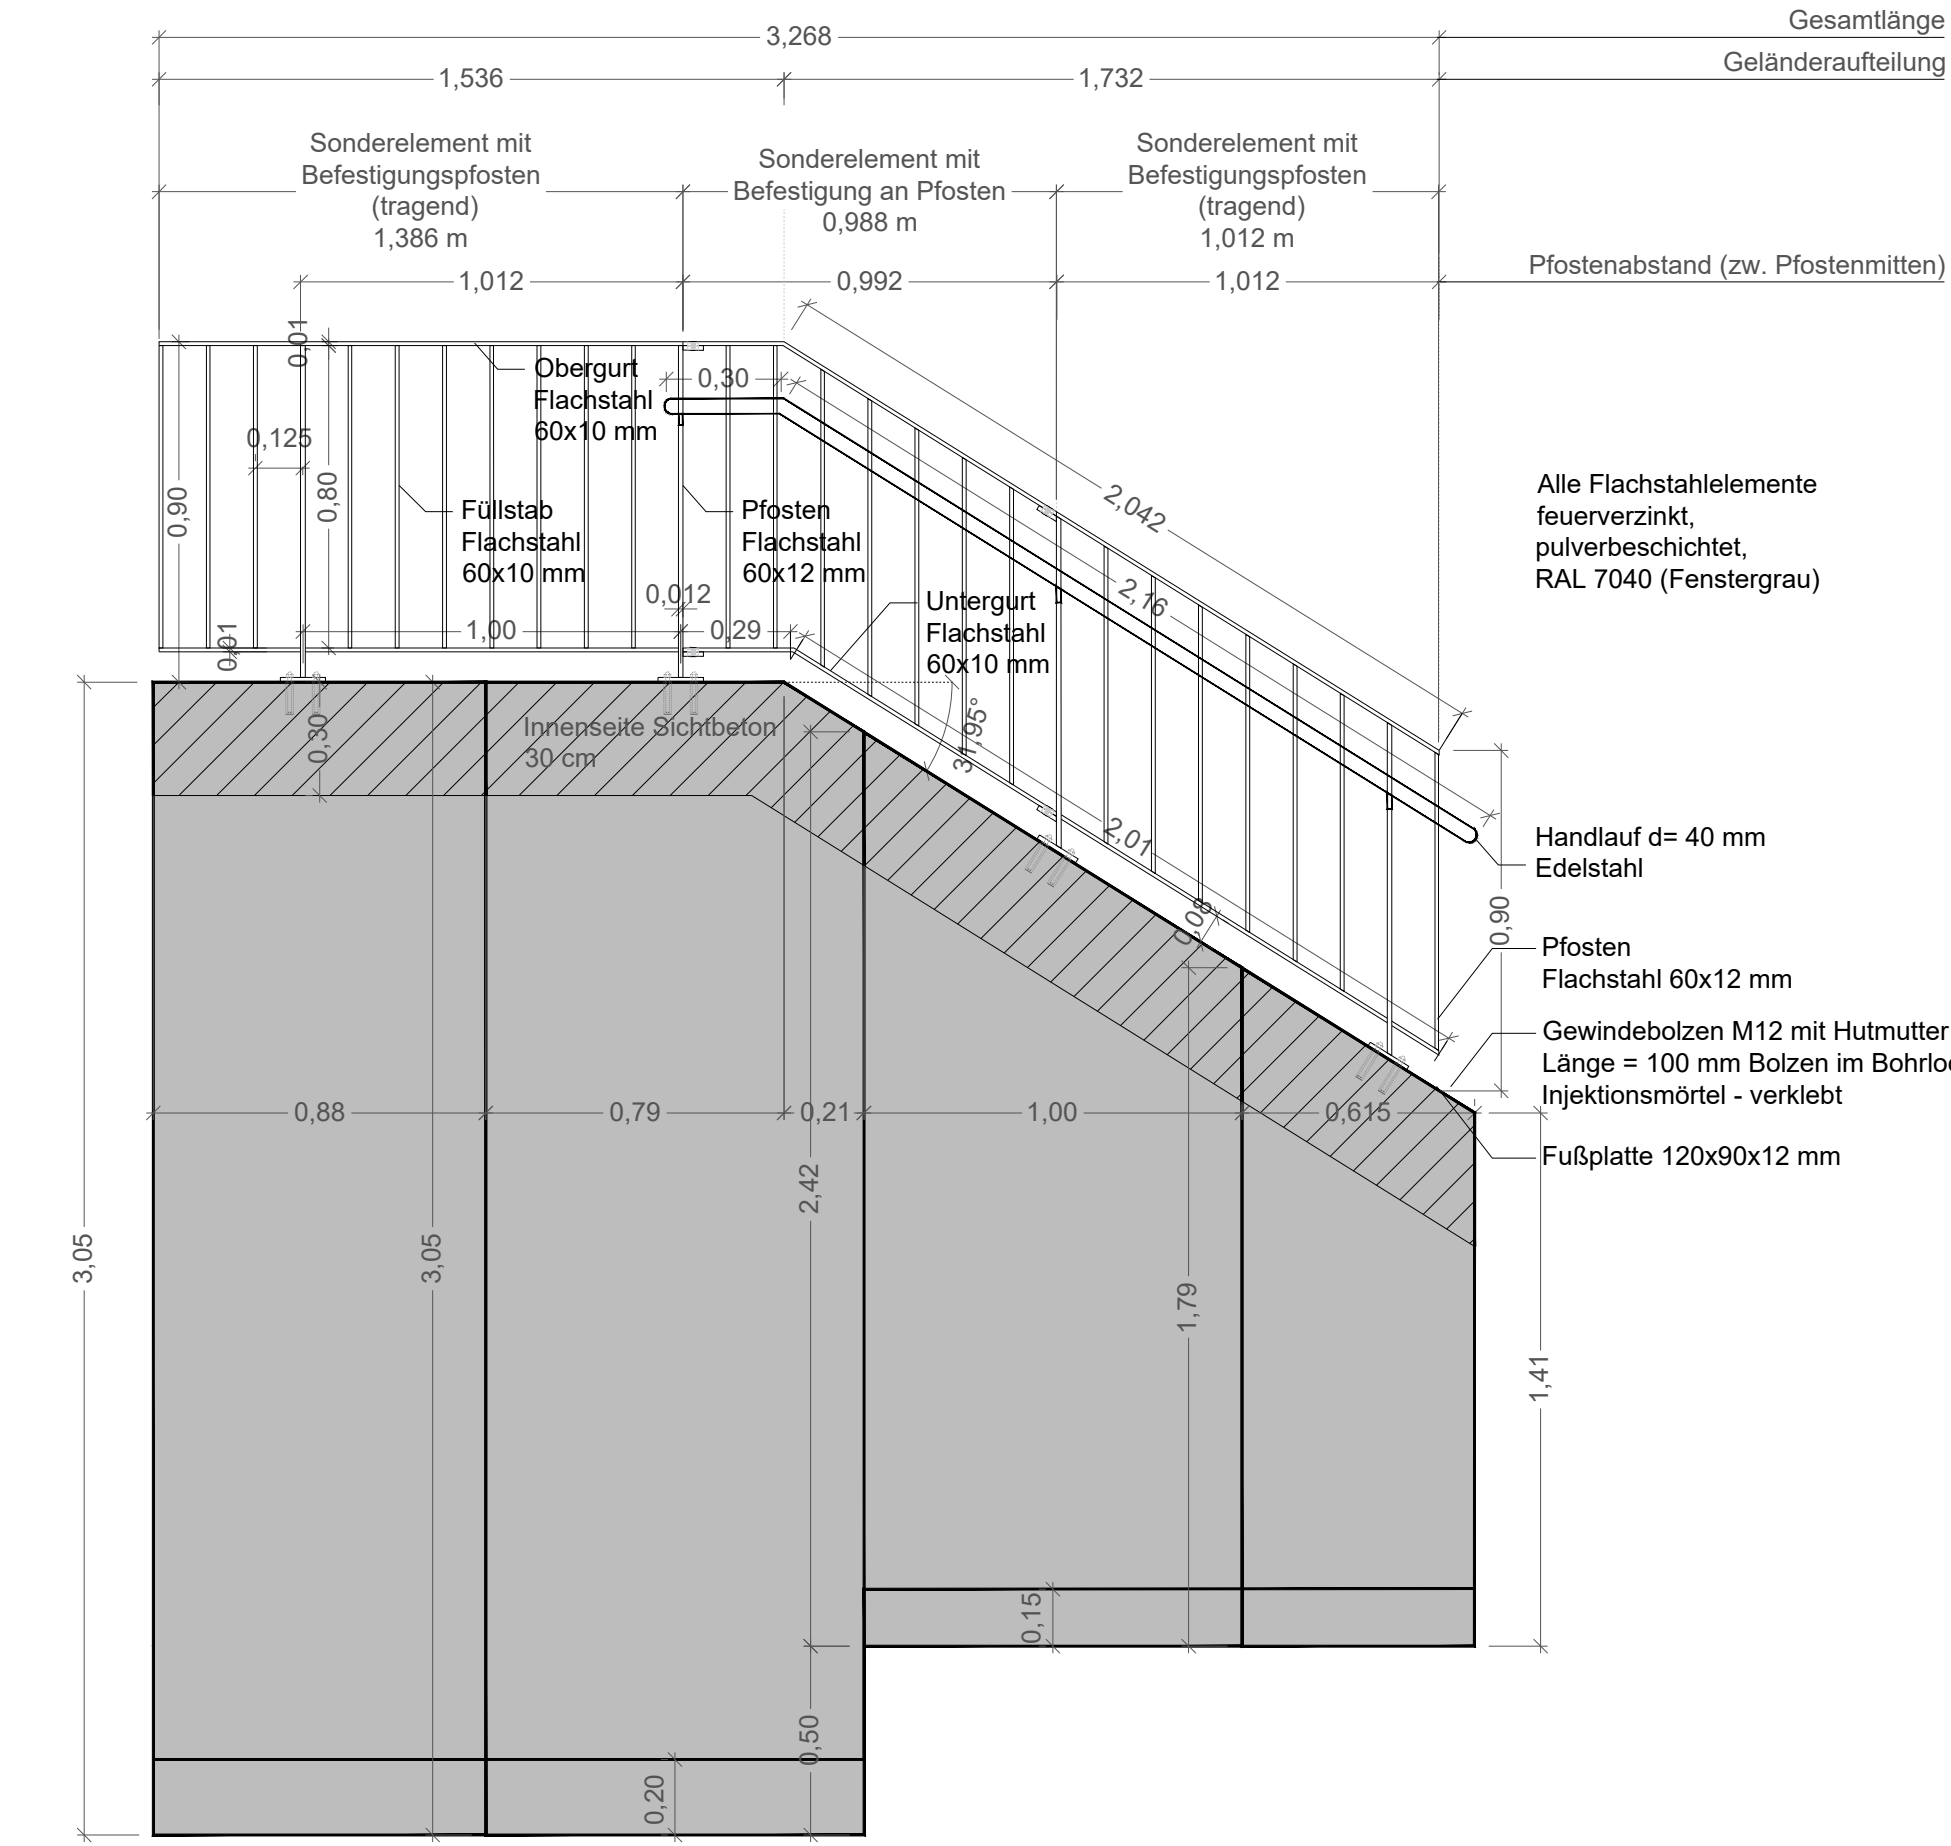 Gesamtlänge
3,268
Geländeraufteilung
1,536
1,732
Sonderelement mit
Befestigungspfosten
(tragend)
1,386 m
Sonderelement mit
Befestigung an Pfosten
0,988 m
Sonderelement mit
Befestigungspfosten
(tragend)
1,012 m
Pfostenabstand (zw. Pfostenmitten)
1,012
0,992
1,012
0,01
Obergurt
Flachstahl
60x10 mm
0,30
0,125
0,90
0,80
2,042
Alle Flachstahlelemente
feuerverzinkt,
pulverbeschichtet,
RAL 7040 (Fenstergrau)
Füllstab
Flachstahl
60x10 mm
Pfosten
Flachstahl
60x12 mm
0,012
2,16
Untergurt
Flachstahl
60x10 mm
1,00
0,29
0,01
Innenseite Sichtbeton
30 cm
0,30
31,95°
2,01
Handlauf d= 40 mm
Edelstahl
0,08
0,90
Pfosten
Flachstahl 60x12 mm
Gewindebolzen M12 mit Hutmutter
Länge = 100 mm Bolzen im
Injektionsmörtel - verklebt
Fußplatte 120x90x12 mm
0,88
0,79
0,21
1,00
0,615
2,42
3,05
3,05
1,79
1,41
0,15
0,50
0,20